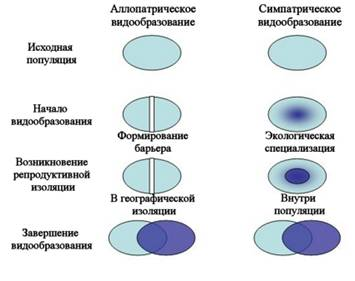 Аллопатрическое
видообразование
Симпатрическое
видообразование
Исходная
популяция
Начало
видообразования
Формирование
барьера
Экологическая
специализация
Возникновение
репродуктивной
изоляции
В географической
изоляции
Внутри
популяции
Завершение
видообразования